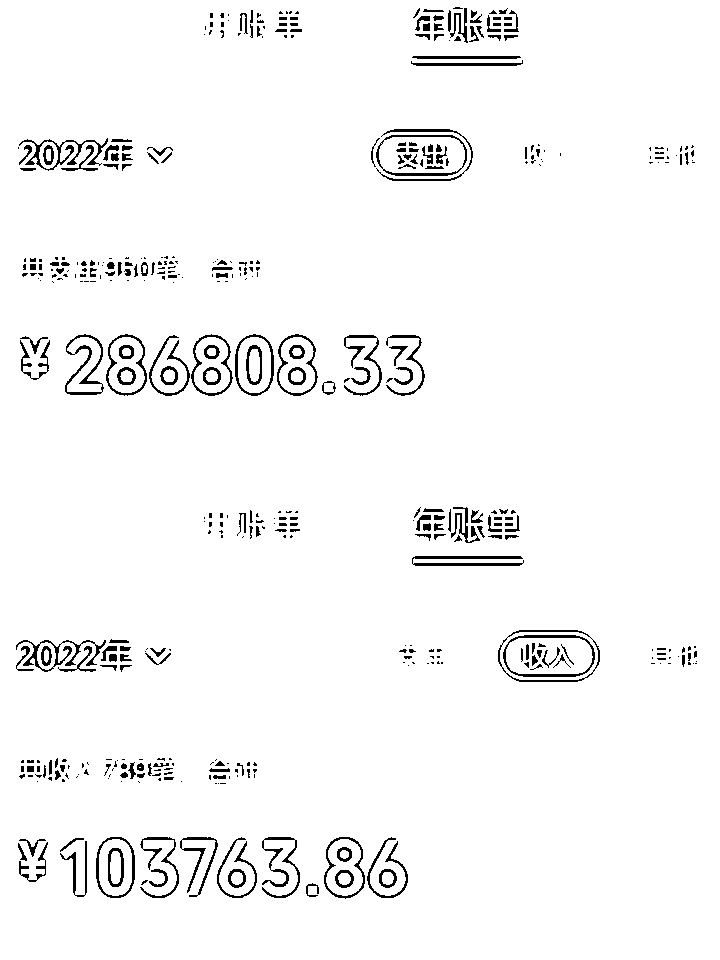 月账单 年账单
2022年 支出 收入 其他
共支出960笔，合计
¥286808.33
月账单 年账单
2022年 支出 收入 其他
共收入789笔，合计
¥103763.86